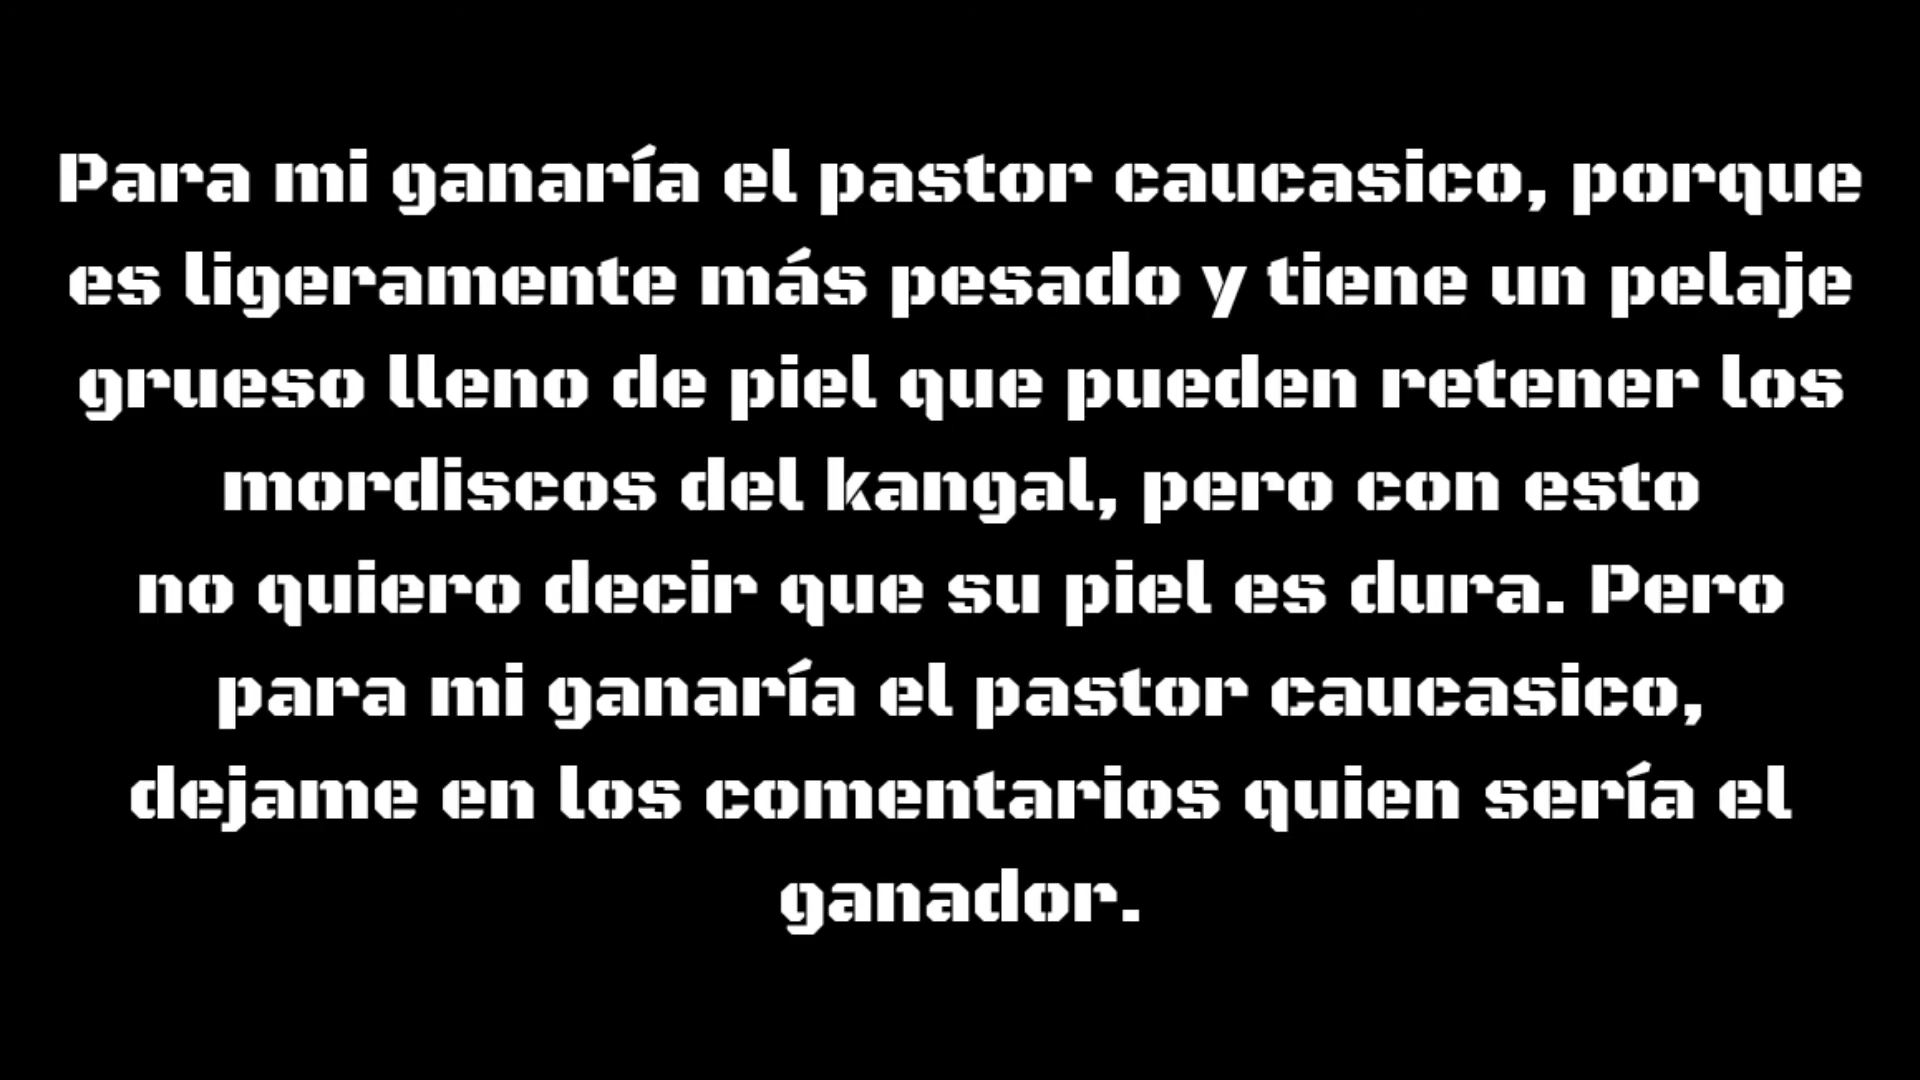 Para mi ganaría el pastor caucasico, porque
es ligeramente más pesado y tiene un pelaje
grueso lleno de piel que pueden retener los
mordiscos del kangal, pero con esto
no quiero decir que su piel es dura. Pero
para mi ganaría el pastor caucasico,
dejame en los comentarios quien sería el
ganador.